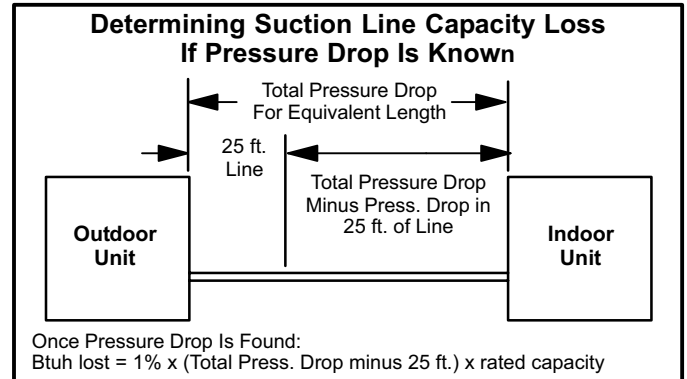 Determining Suction Line Capacity Loss
If Pressure Drop Is Known
Total Pressure Drop
For Equivalent Length
25 ft.
Line
Total Pressure Drop
Minus Press. Drop in
25 ft. of Line
Outdoor
Unit
Indoor
Unit
Once Pressure Drop Is Found:
Btuh lost = 1% x (Total Press. Drop minus 25 ft.) x rated capacity